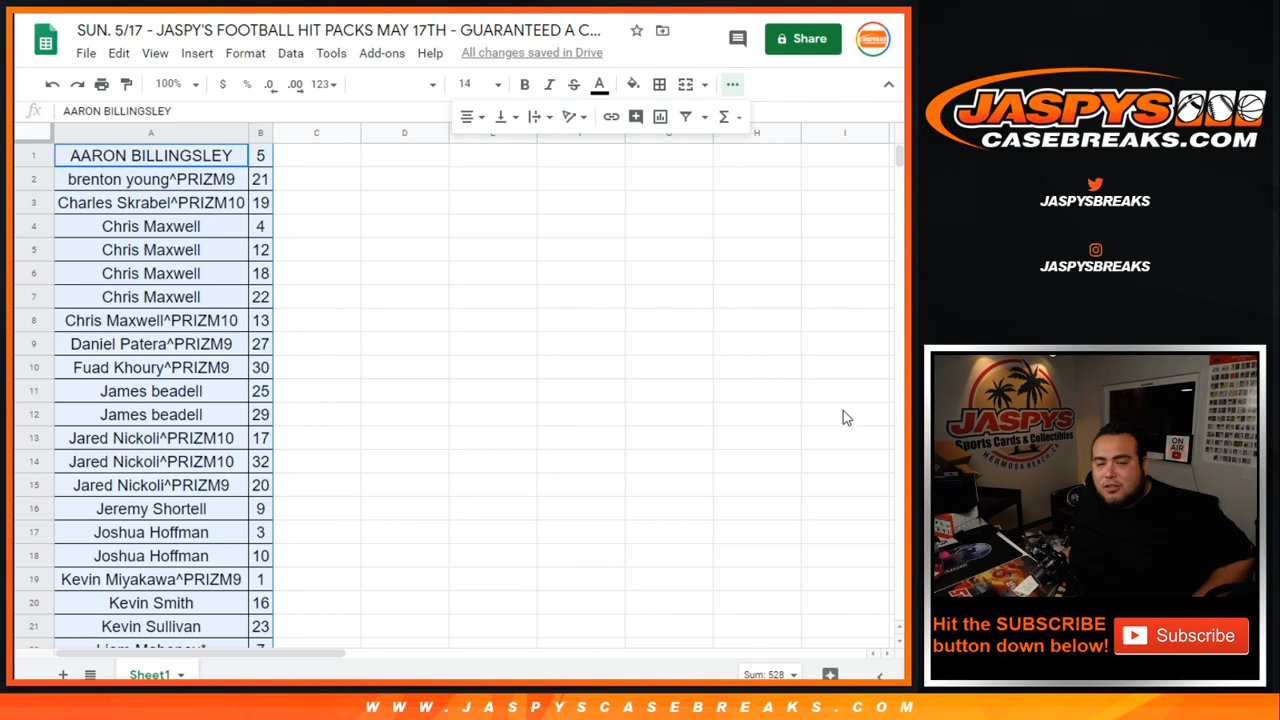 SUN. 5/17 - JASPY'S FOOTBALL HIT PACKS MAY 17TH - GUARANTEED A C...
File Edit View Insert Format Data Tools Add-ons Help All changes saved in Drive
Share
100% $ % .0 .00 123 14 B I S A
fx AARON BILLINGSLEY
A B C D H I
1 AARON BILLINGSLEY 5
2 brenton young^PRIZM9 21
3 Charles Skrabel^PRIZM10 19
4 Chris Maxwell 4
5 Chris Maxwell 12
6 Chris Maxwell 18
7 Chris Maxwell 22
8 Chris Maxwell^PRIZM10 13
9 Daniel Patera^PRIZM9 27
10 Fuad Khoury^PRIZM9 30
11 James beadell 25
12 James beadell 29
13 Jared Nickoli^PRIZM10 17
14 Jared Nickoli^PRIZM10 32
15 Jared Nickoli^PRIZM9 20
16 Jeremy Shortell 9
17 Joshua Hoffman 3
18 Joshua Hoffman 10
19 Kevin Miyakawa^PRIZM9 1
20 Kevin Smith 16
21 Kevin Sullivan 23
Sheet1
Sum: 528
JASPYS
CASEBREAKS.COM
JASPYSBREAKS
JASPYSBREAKS
JASPYS
Sports Cards & Collectibles
HERMOSA BEACH, CA
ON AIR
Hit the SUBSCRIBE
button down below!
Subscribe
WWW.JASPYSCASEBREAKS.COM